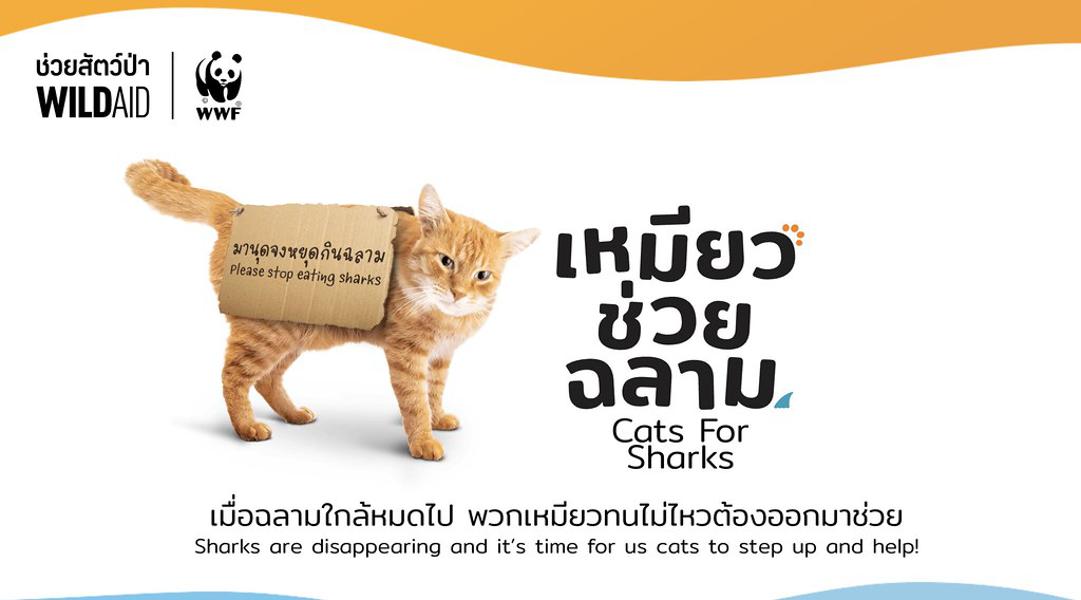 ช่วยสัตว์ป่า
WILDAID
WWF
มานุดจงหยุดกินฉลาม
Please stop eating sharks
เหมียว
ช่วย
ฉลาม
Cats For
Sharks
เมื่อฉลามใกล้หมดไป พวกเหมียวทนไม่ไหวต้องออกมาช่วย
Sharks are disappearing and it's time for us cats to step up and help!